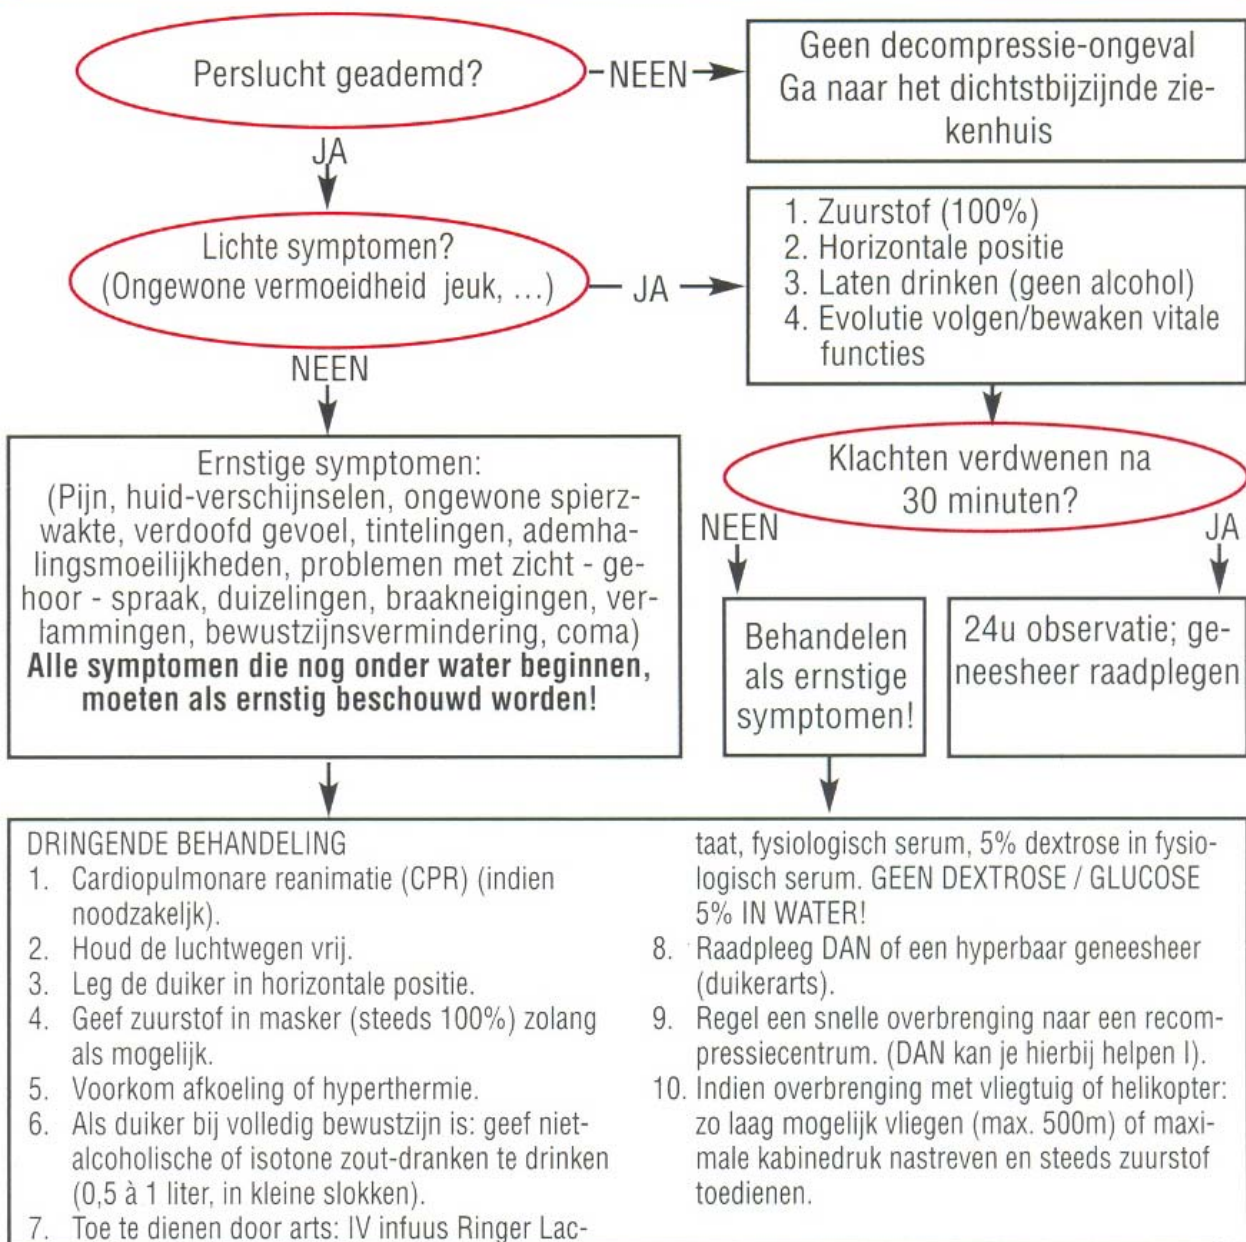 Perslucht geademd?
NEEN
Geen decompressie-ongeval
Ga naar het dichtstbijzijnde zie-
kenhuis
JA
Lichte symptomen?
(Ongewone vermoeidheid jeuk, ...)
JA
1. Zuurstof (100%)
2. Horizontale positie
3. Laten drinken (geen alcohol)
4. Evolutie volgen/bewaken vitale
functies
NEEN
Ernstige symptomen:
(Pijn, huid-verschijnselen, ongewone spierz-
wakte, verdoofd gevoel, tintelingen, ademha-
lingsmoeilijkheden, problemen met zicht - ge-
hoor - spraak, duizelingen, braakneigingen, ver-
lammingen, bewustzijnsvermindering, coma)
Alle symptomen die nog onder water beginnen,
moeten als ernstig beschouwd worden!
Klachten verdwenen na
30 minuten?
NEEN
JA
Behandelen
als ernstige
symptomen!
24u observatie; ge-
neesheer raadplegen
DRINGENDE BEHANDELING
1. Cardiopulmonare reanimatie (CPR) (indien
noodzakeljk).
2. Houd de luchtwegen vrij.
3. Leg de duiker in horizontale positie.
4. Geef zuurstof in masker (steeds 100%) zolang
als mogelijk.
5. Voorkom afkoeling of hyperthermie.
6. Als duiker bij volledig bewustzijn is: geef niet-
alcoholische of isotone zout-dranken te drinken
(0,5 à 1 liter, in kleine slokken).
7. Toe te dienen door arts: IV infuus Ringer Lac-
taat, fysiologisch serum, 5% dextrose in fysio-
logisch serum. GEEN DEXTROSE / GLUCOSE
5% IN WATER!
8. Raadpleeg DAN of een hyperbaar geneesheer
(duikerarts).
9. Regel een snelle overbrenging naar een recom-
pressiecentrum. (DAN kan je hierbij helpen I).
10. Indien overbrenging met vliegtuig of helikopter:
zo laag mogelijk vliegen (max. 500m) of maxi-
male kabinedruk nastreven en steeds zuurstof
toedienen.